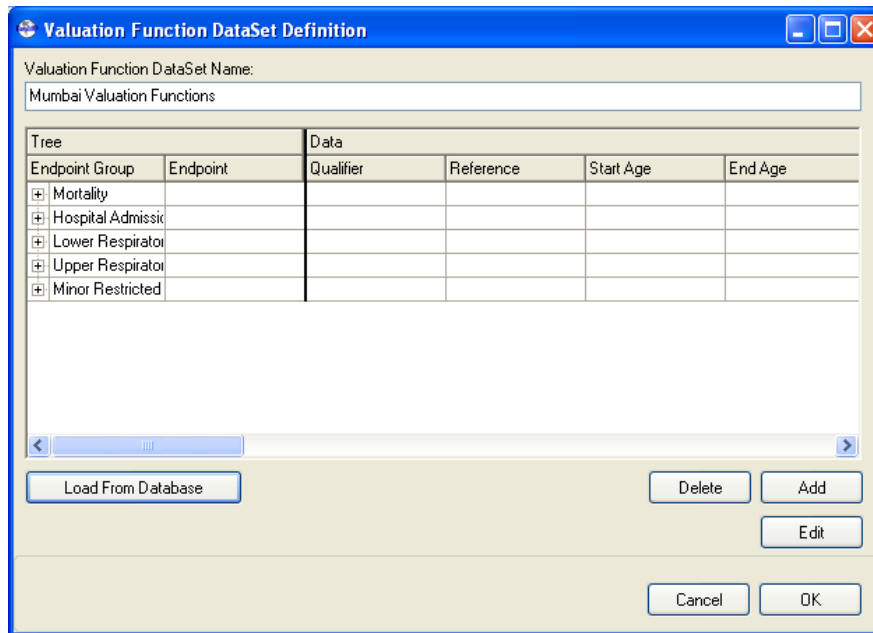 Valuation Function DataSet Definition
Valuation Function DataSet Name:
Mumbai Valuation Functions
Tree Data
Endpoint Group Endpoint Qualifier Reference Start Age End Age
Mortality
Hospital Admissic
Lower Respirator
Upper Respirator
Minor Restricted
Load From Database Delete Add
Edit
Cancel OK